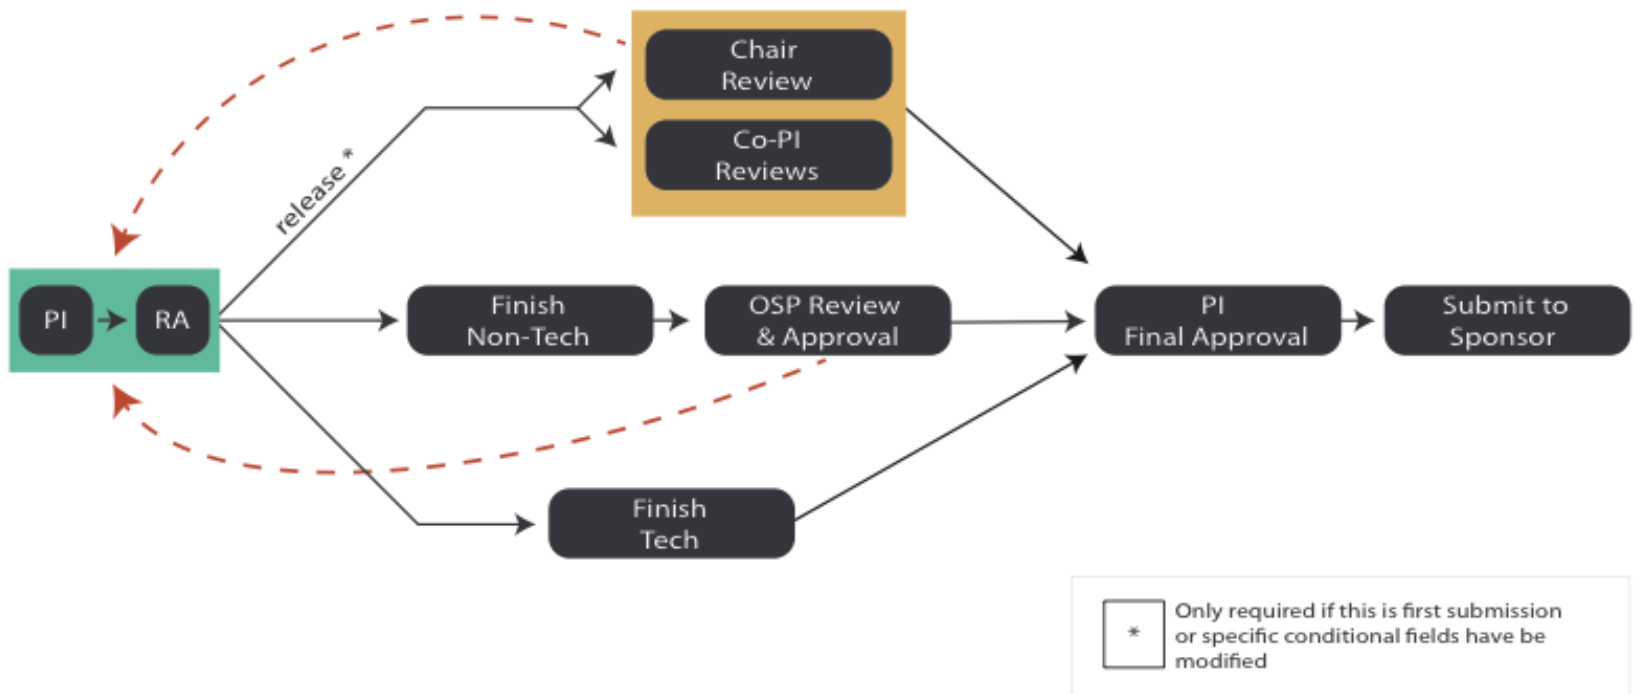 Chair
Review
Co-PI
Reviews
release *
PI
RA
Finish
Non-Tech
OSP Review
& Approval
PI
Final Approval
Submit to
Sponsor
Finish
Tech
*
Only required if this is first submission
or specific conditional fields have be
modified